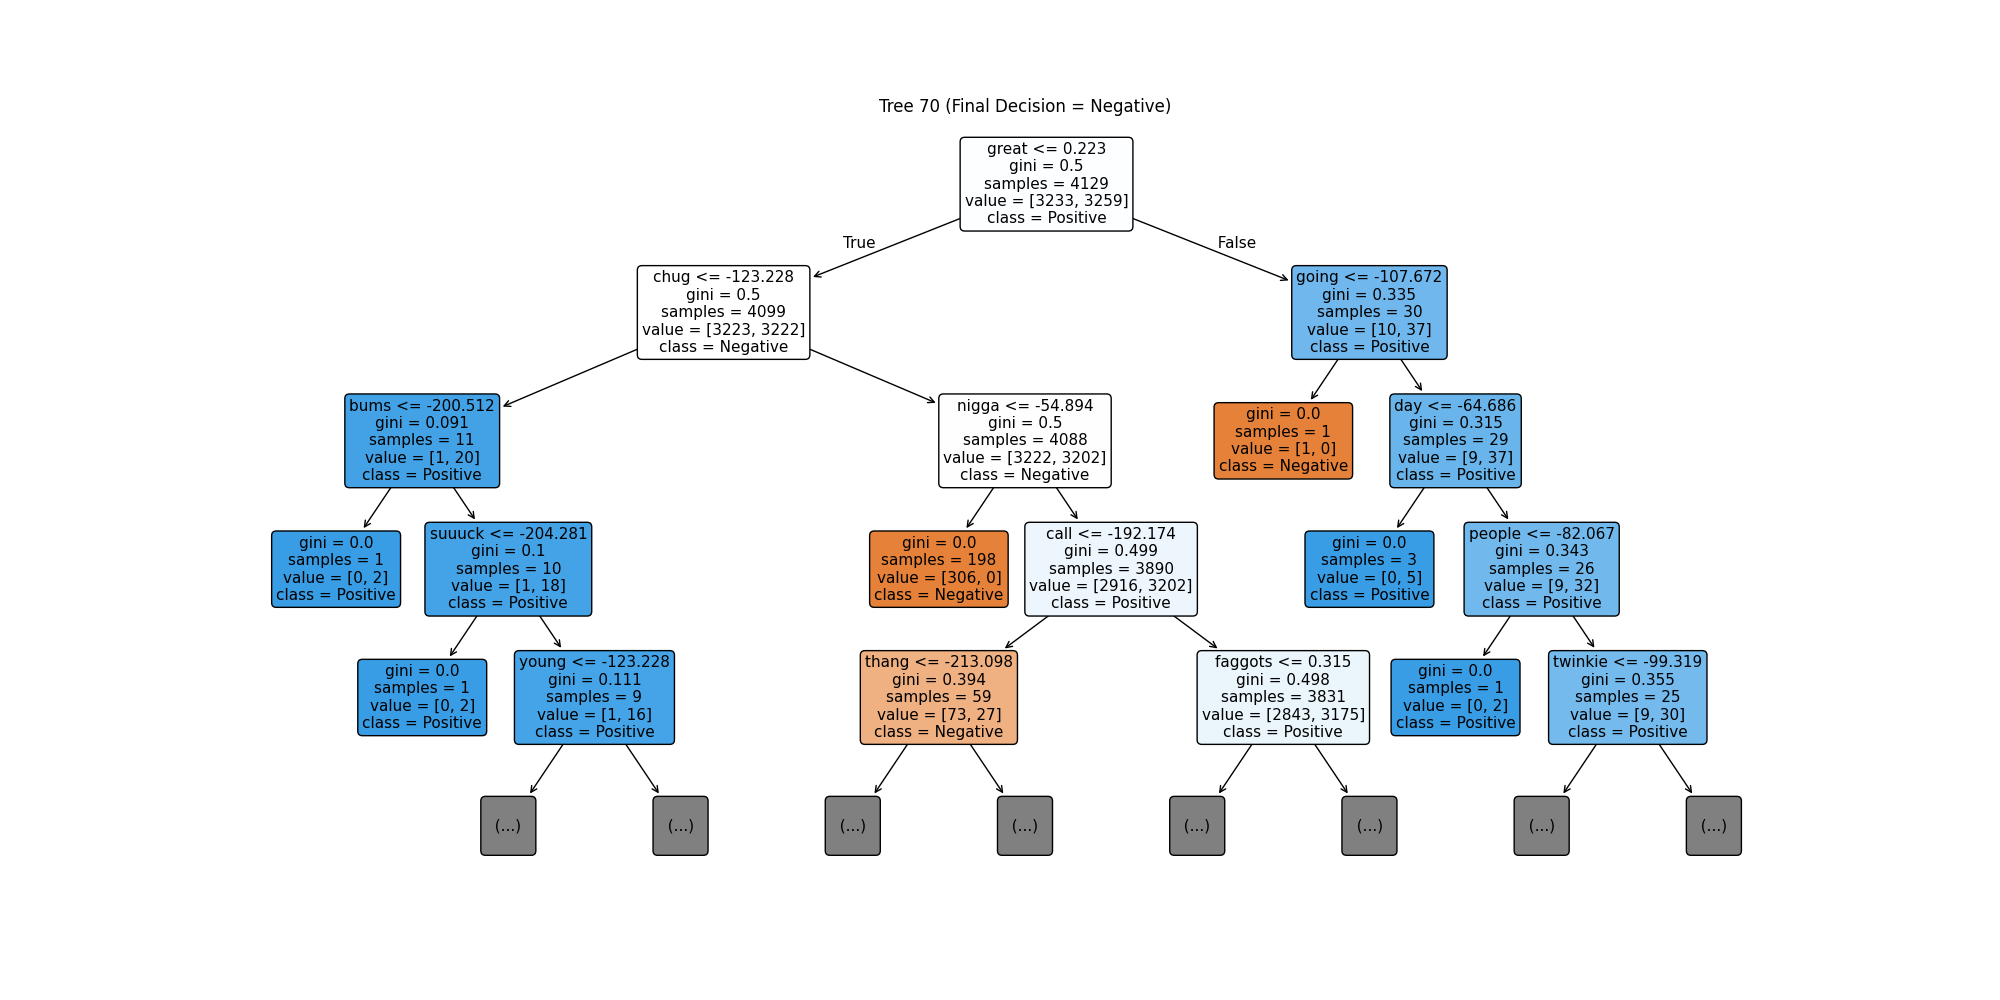 Tree 70 (Final Decision = Negative)
great <= 0.223
gini = 0.5
samples = 4129
value = [3233, 3259]
class = Positive
True
False
chug <= -123.228
gini = 0.5
samples = 4099
value = [3223, 3222]
class = Negative
going <= -107.672
gini = 0.335
samples = 30
value = [10, 37]
class = Positive
bums <= -200.512
gini = 0.091
samples = 11
value = [1, 20]
class = Positive
nigga <= -54.894
gini = 0.5
samples = 4088
value = [3222, 3202]
class = Negative
gini = 0.0
samples = 1
value = [1, 0]
class = Negative
day <= -64.686
gini = 0.315
samples = 29
value = [9, 37]
class = Positive
gini = 0.0
samples = 1
value = [0, 2]
class = Positive
suuuck <= -204.281
gini = 0.1
samples = 10
value = [1, 18]
class = Positive
gini = 0.0
samples = 198
value = [306, 0]
class = Negative
call <= -192.174
gini = 0.499
samples = 3890
value = [2916, 3202]
class = Positive
gini = 0.0
samples = 3
value = [0, 5]
class = Positive
people <= -82.067
gini = 0.343
samples = 26
value = [9, 32]
class = Positive
gini = 0.0
samples = 1
value = [0, 2]
class = Positive
young <= -123.228
gini = 0.111
samples = 9
value = [1, 16]
class = Positive
thang <= -213.098
gini = 0.394
samples = 59
value = [73, 27]
class = Negative
faggots <= 0.315
gini = 0.498
samples = 3831
value = [2843, 3175]
class = Positive
gini = 0.0
samples = 1
value = [0, 2]
class = Positive
twinkie <= -99.319
gini = 0.355
samples = 25
value = [9, 30]
class = Positive
(...)
(...)
(...)
(...)
(...)
(...)
(...)
(...)